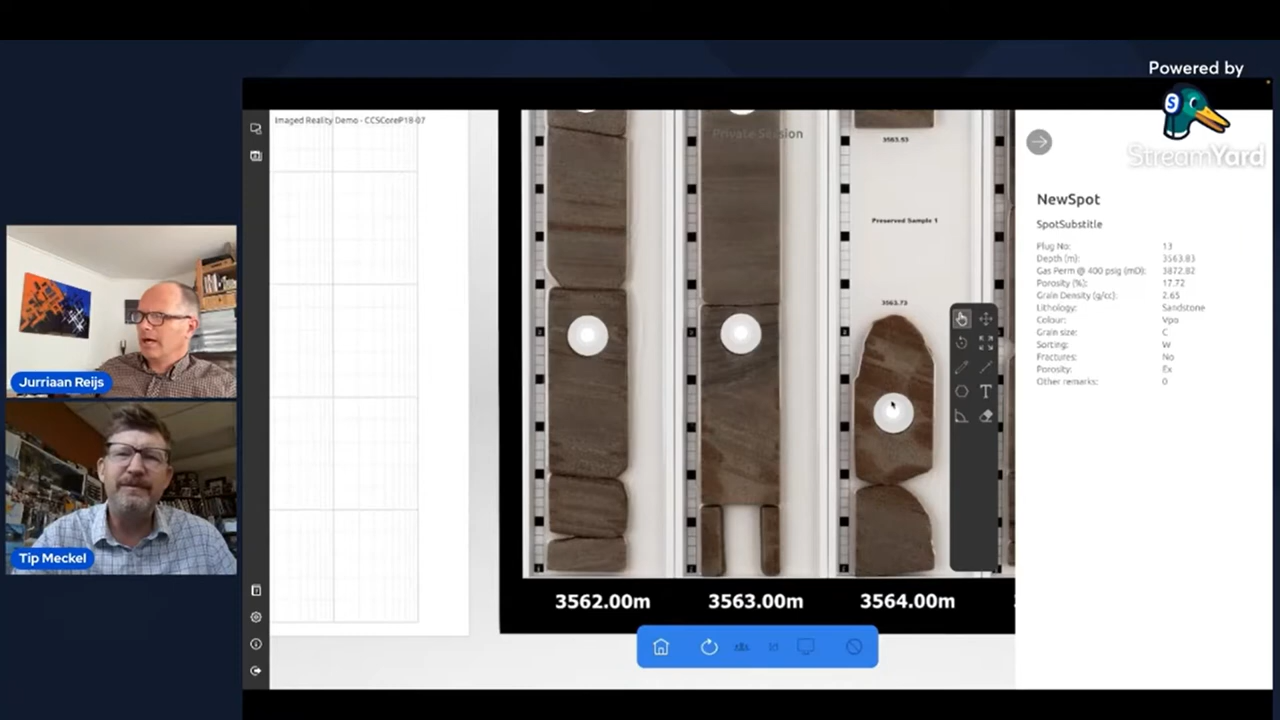 Powered by
S
StreamYard
Imaged Reality Demo - CCSCoreP18-07
Private Session
3563.93
Preserved Sample 1
3563.73
3562.00m
3563.00m
3564.00m
T
NewSpot
SpotSubstitle
Plug No: 13
Depth (m): 3563.83
Gas Perm @ 400 psig (mD): 3872.82
Porosity (%): 17.72
Grain Density (g/cc): 2.65
Lithology: Sandstone
Colour: Vpo
Grain size: C
Sorting: W
Fractures: No
Porosity: Ex
Other remarks: 0
Jurriaan Reijs
Tip Meckel